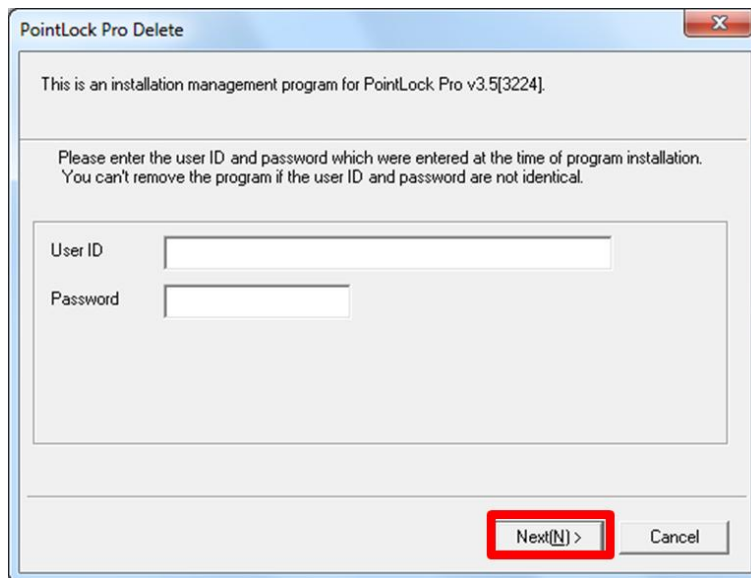 PointLock Pro Delete
This is an installation management program for PointLock Pro v3.5[3224].
Please enter the user ID and password which were entered at the time of program installation.
You can't remove the program if the user ID and password are not identical.
User ID
Password
Next(N) >
Cancel